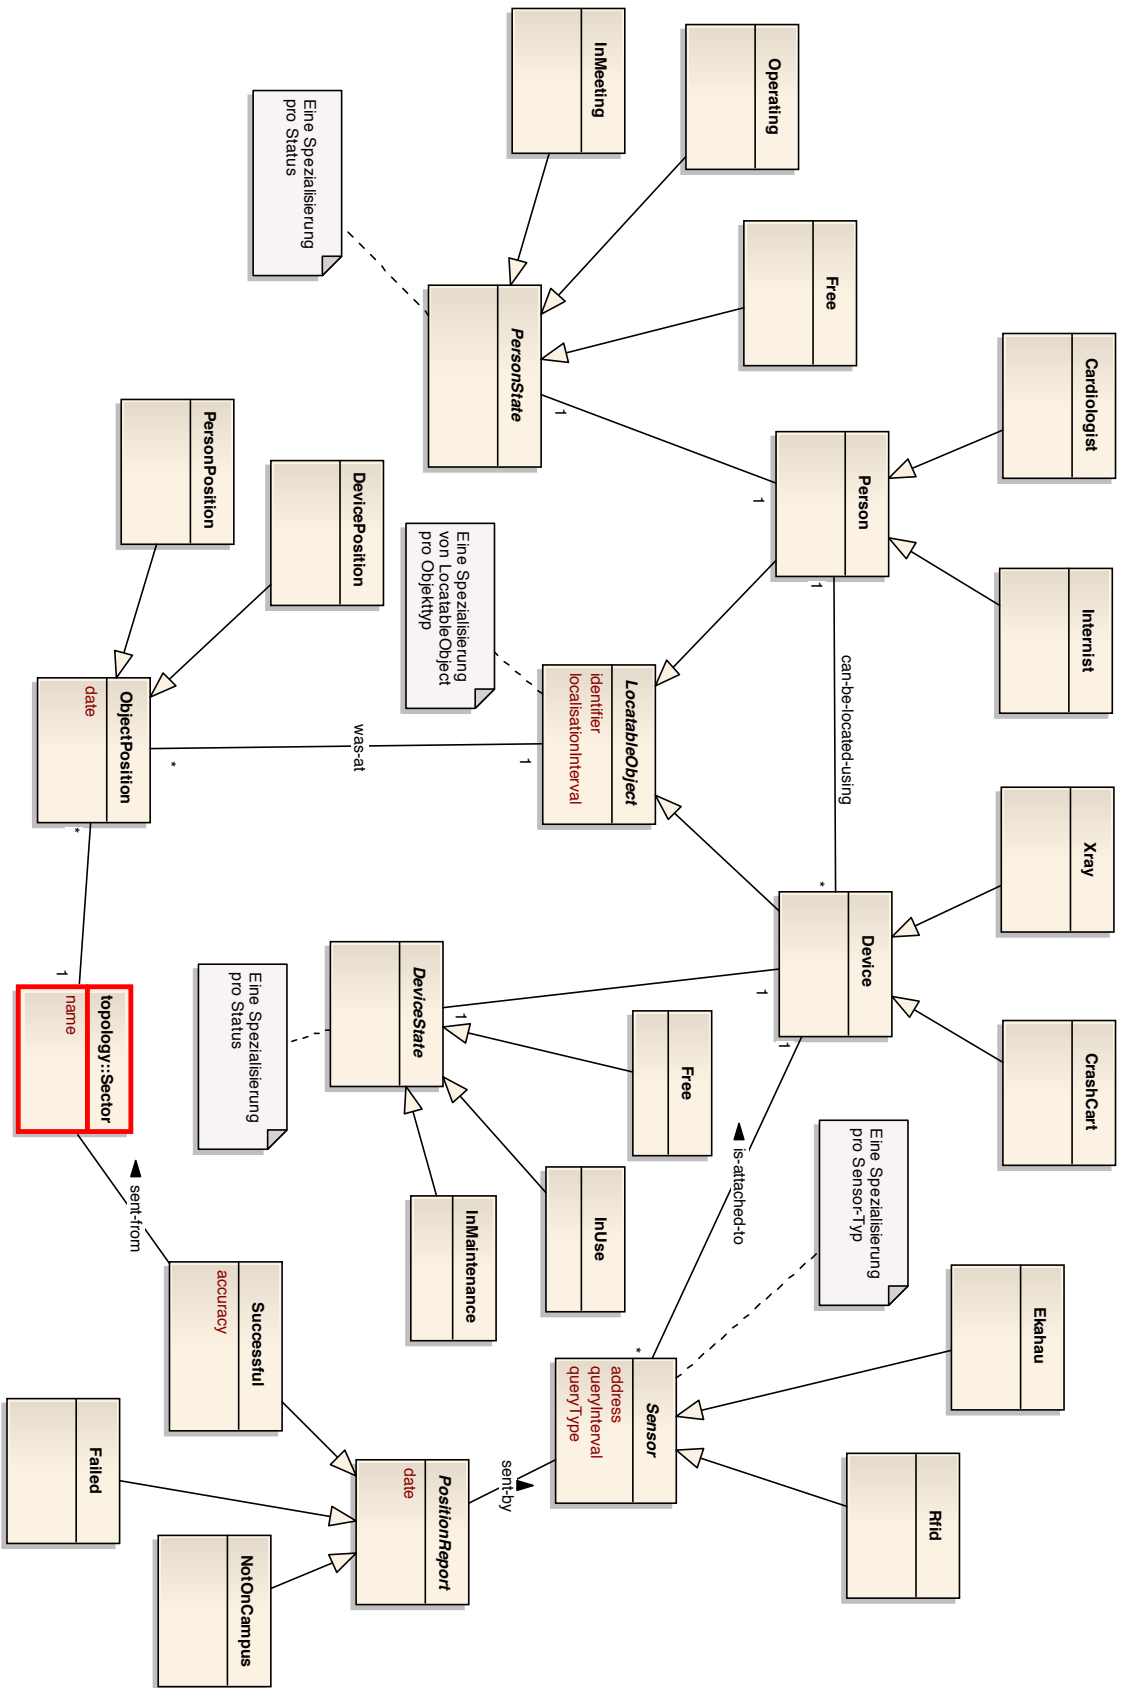 Cardiologist
Internist
Xray
CrashCart
Ekahau
Rfid
Operating
Free
Person
1
1
can-be-located-using
*
Device
1
1
Eine Spezialisierung
pro Sensor-Typ
InMeeting
PersonState
1
LocatableObject
identifier
localisationInterval
1
Free
InUse
is-attached-to
*
Sensor
address
queryInterval
queryType
Eine Spezialisierung
pro Status
Eine Spezialisierung
von LocatableObject
pro Objekttyp
DeviceState
1
InMaintenance
sent-by
PositionReport
date
DevicePosition
was-at
Eine Spezialisierung
pro Status
PersonPosition
*
ObjectPosition
date
*
1
topology::Sector
name
sent-from
Successful
accuracy
NotOnCampus
Failed